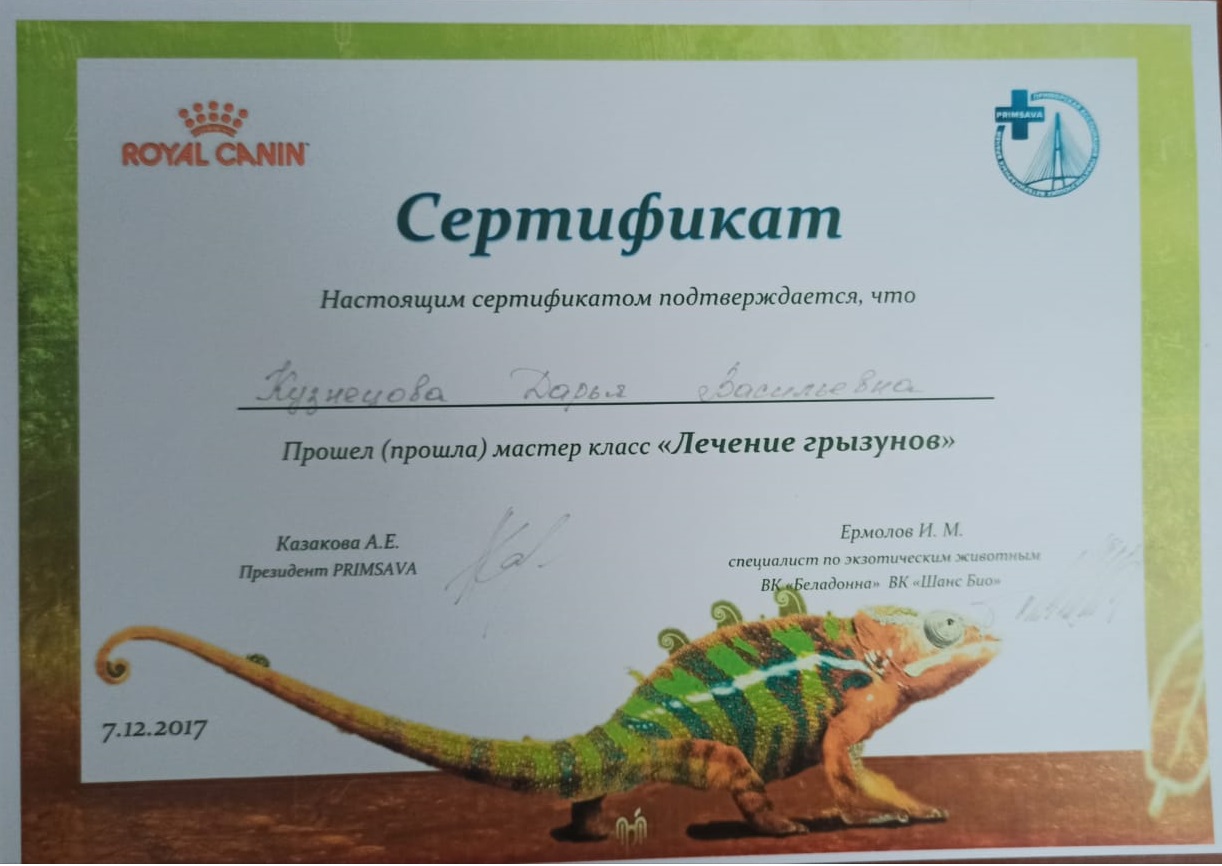 ROYAL CANIN
PRIMSAVA
Сертификат
Настоящим сертификатом подтверждается, что
Кузнецова Дарья Васильевна
Прошел (прошла) мастер класс «Лечение грызунов»
Казакова А.Е.
Президент PRIMSAVA
Ермолов И. М.
специалист по экзотическим животным
ВК «Беладонна» ВК «Шанс Био»
7.12.2017